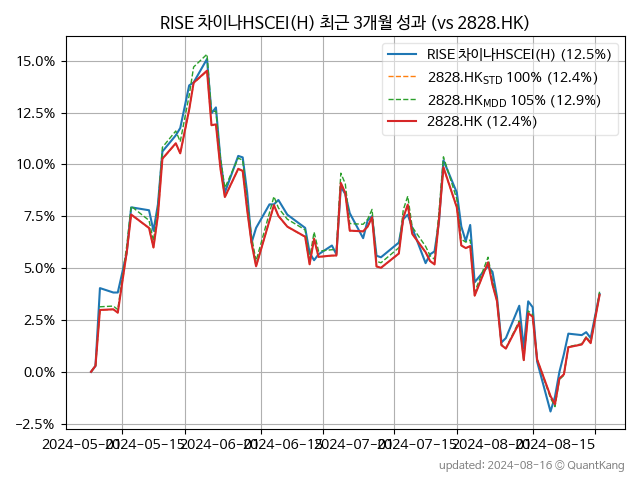 RISE 차이나HSCEI(H) 최근 3개월 성과 (vs 2828.HK)
RISE 차이나HSCEI(H) (12.5%)
2828.HKSTD 100% (12.4%)
2828.HKMDD 105% (12.9%)
2828.HK (12.4%)
15.0%
12.5%
10.0%
7.5%
5.0%
2.5%
0.0%
−2.5%
2024-05-01 2024-05-15 2024-06-01 2024-06-15 2024-07-01 2024-07-15 2024-08-01 2024-08-15
updated: 2024-08-16 © QuantKang